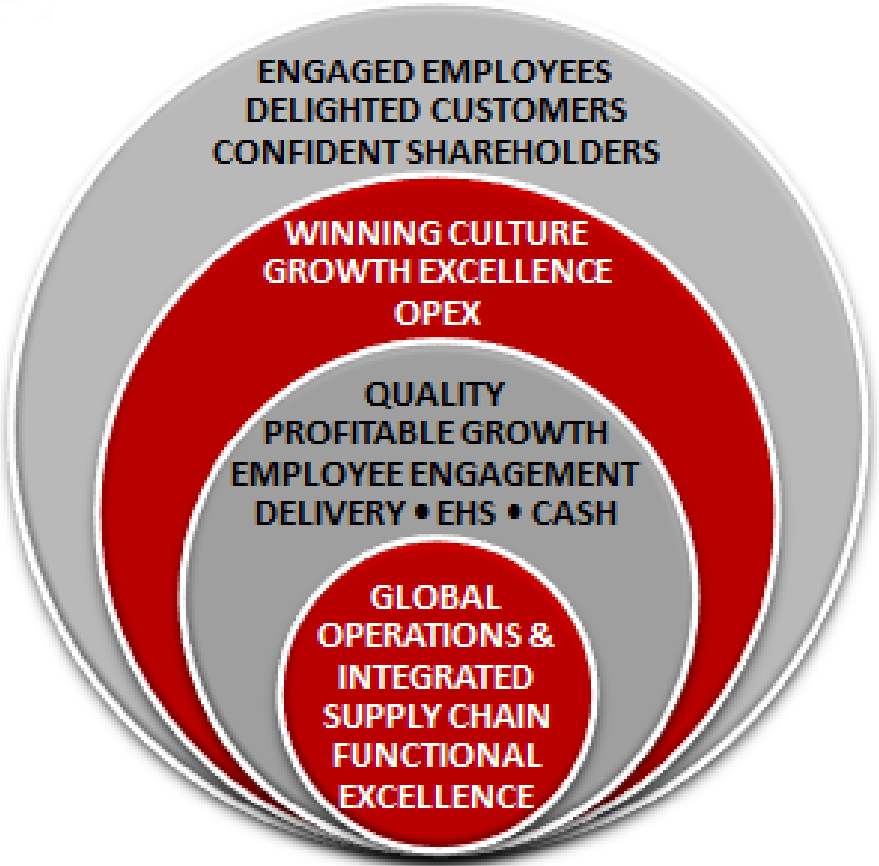 ENGAGED EMPLOYEES
DELIGHTED CUSTOMERS
CONFIDENT SHAREHOLDERS
WINNING CULTURE
GROWTH EXCELLENCE
OPEX
QUALITY
PROFITABLE GROWTH
EMPLOYEE ENGAGEMENT
DELIVERY • EHS • CASH
GLOBAL
OPERATIONS &
INTEGRATED
SUPPLY CHAIN
FUNCTIONAL
EXCELLENCE